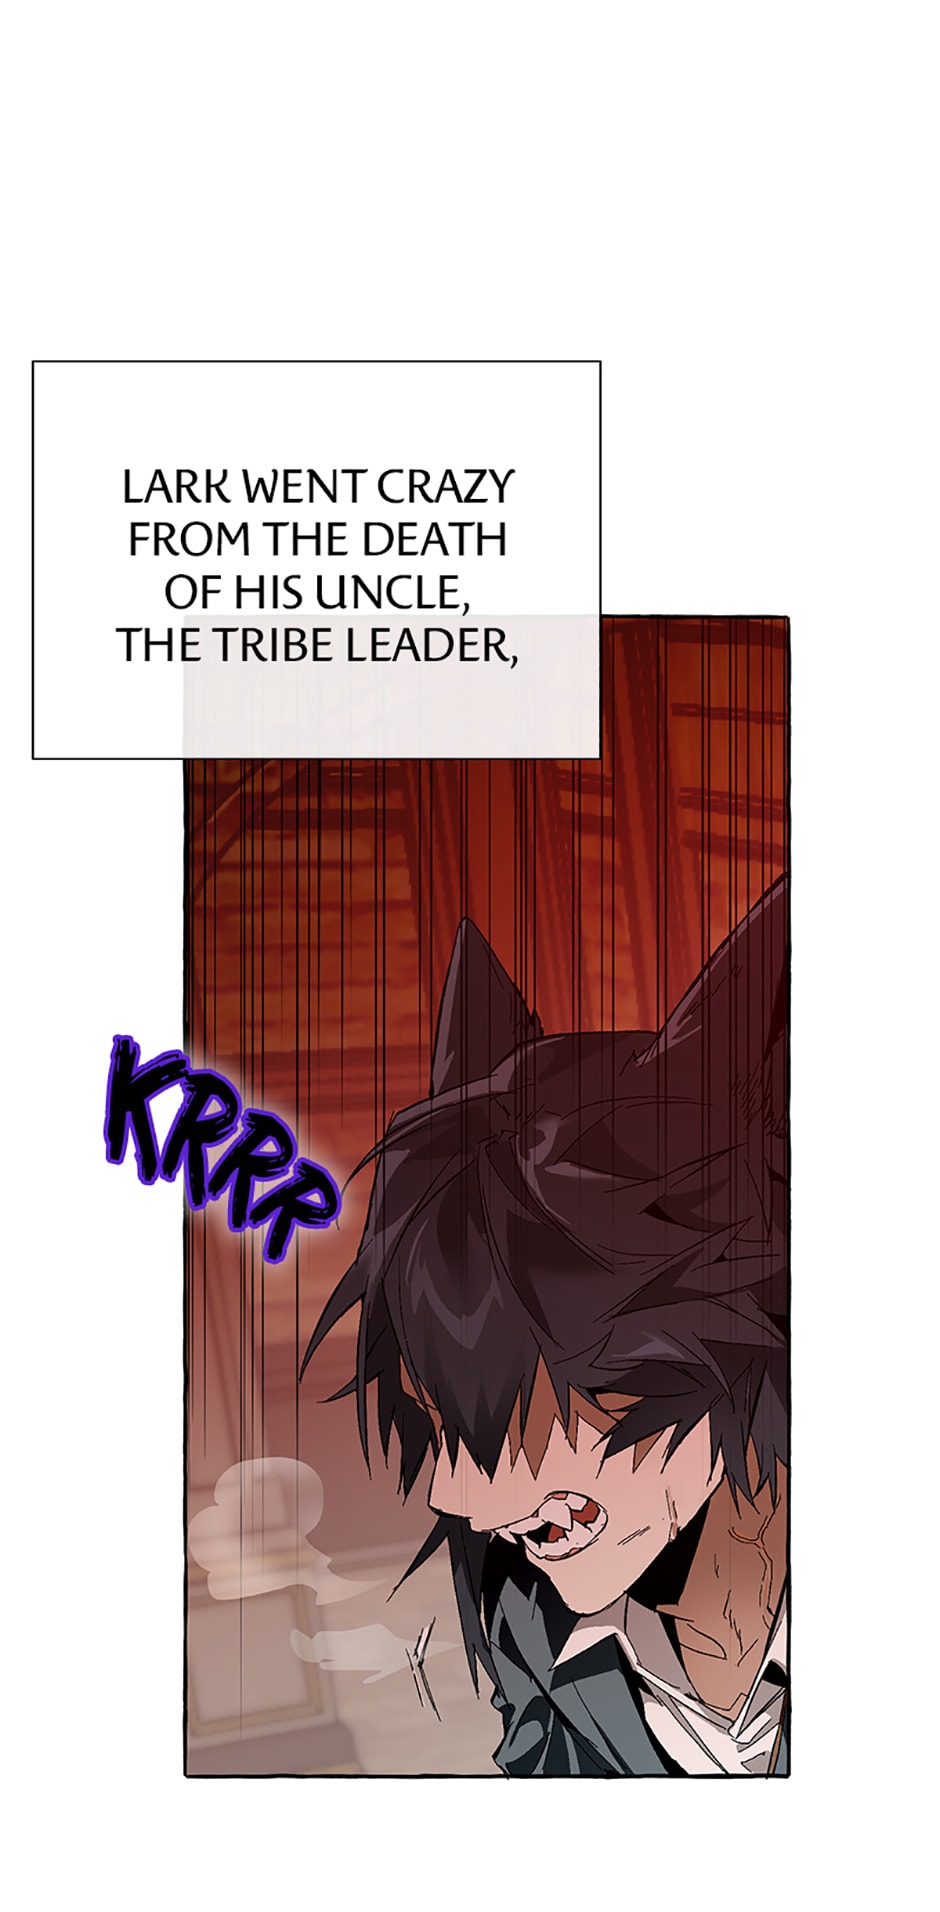 LARK WENT CRAZY
FROM THE DEATH
OF HIS UNCLE,
THE TRIBE LEADER,
KRRR